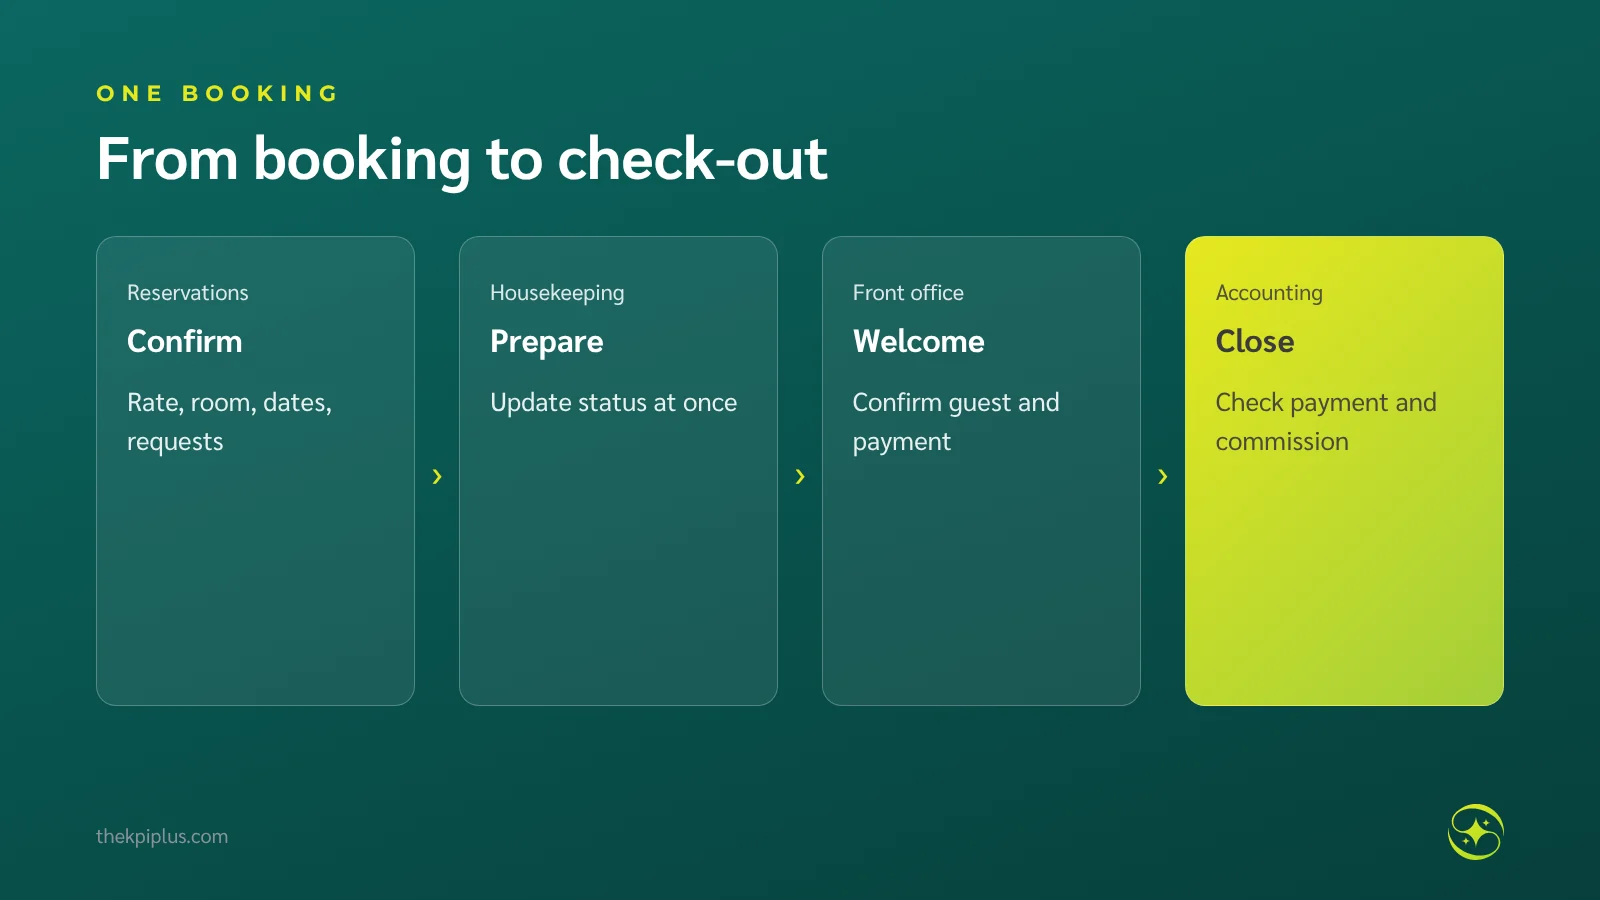 ONE BOOKING
From booking to check-out
Reservations
Confirm
Rate, room, dates,
requests
›
Housekeeping
Prepare
Update status at once
›
Front office
Welcome
Confirm guest and
payment
›
Accounting
Close
Check payment and
commission
thekpiplus.com